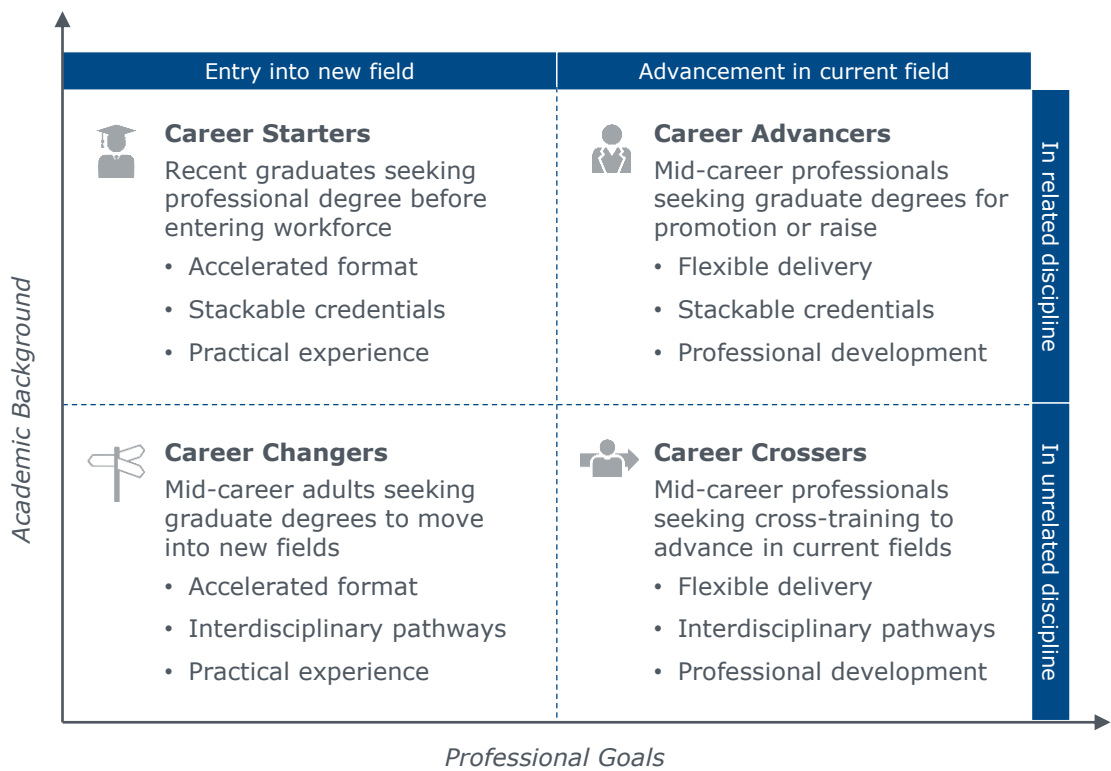 Entry into new field
Advancement in current field
Career Starters
Recent graduates seeking
professional degree before
entering workforce
• Accelerated format
• Stackable credentials
• Practical experience
Career Advancers
Mid-career professionals
seeking graduate degrees for
promotion or raise
• Flexible delivery
• Stackable credentials
• Professional development
In related discipline
Career Changers
Mid-career adults seeking
graduate degrees to move
into new fields
• Accelerated format
• Interdisciplinary pathways
• Practical experience
Career Crossers
Mid-career professionals
seeking cross-training to
advance in current fields
• Flexible delivery
• Interdisciplinary pathways
• Professional development
In unrelated discipline
Academic Background
Professional Goals